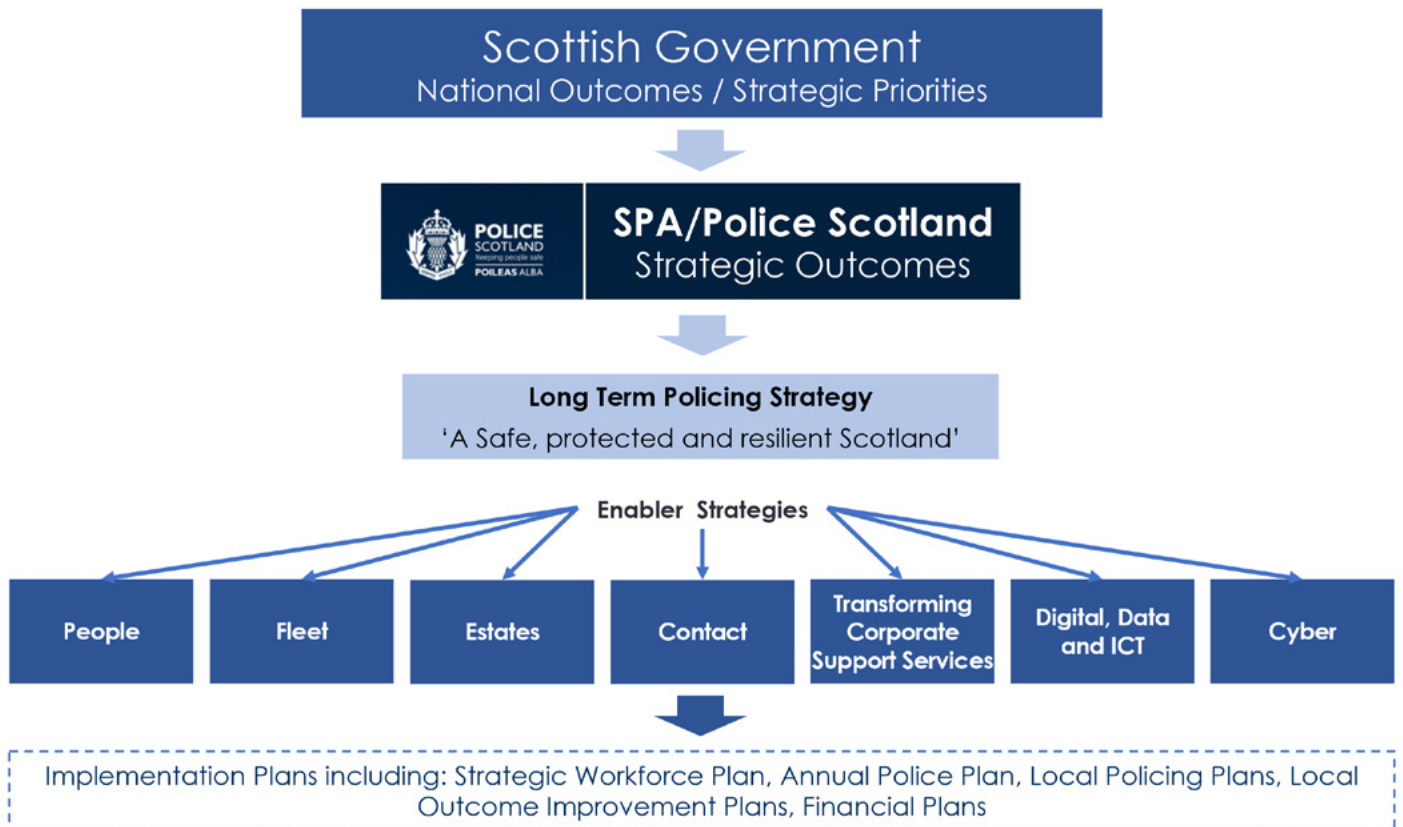 Scottish Government
National Outcomes / Strategic Priorities
POLICE
SCOTLAND
Keeping people safe
POILEAS ALBA
SPA/Police Scotland
Strategic Outcomes
Long Term Policing Strategy
‘A Safe, protected and resilient Scotland’
Enabler Strategies
People
Fleet
Estates
Contact
Transforming
Corporate
Support Services
Digital, Data
and ICT
Cyber
Implementation Plans including: Strategic Workforce Plan, Annual Police Plan, Local Policing Plans, Local
Outcome Improvement Plans, Financial Plans